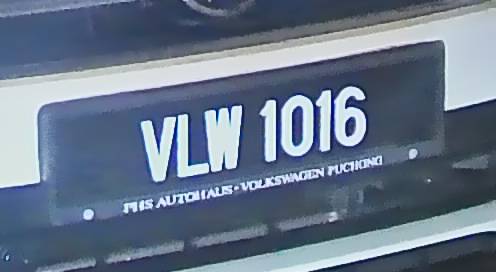 VLW 1016
PHS AUTOHAUS • VOLKSWAGEN PUCHONG